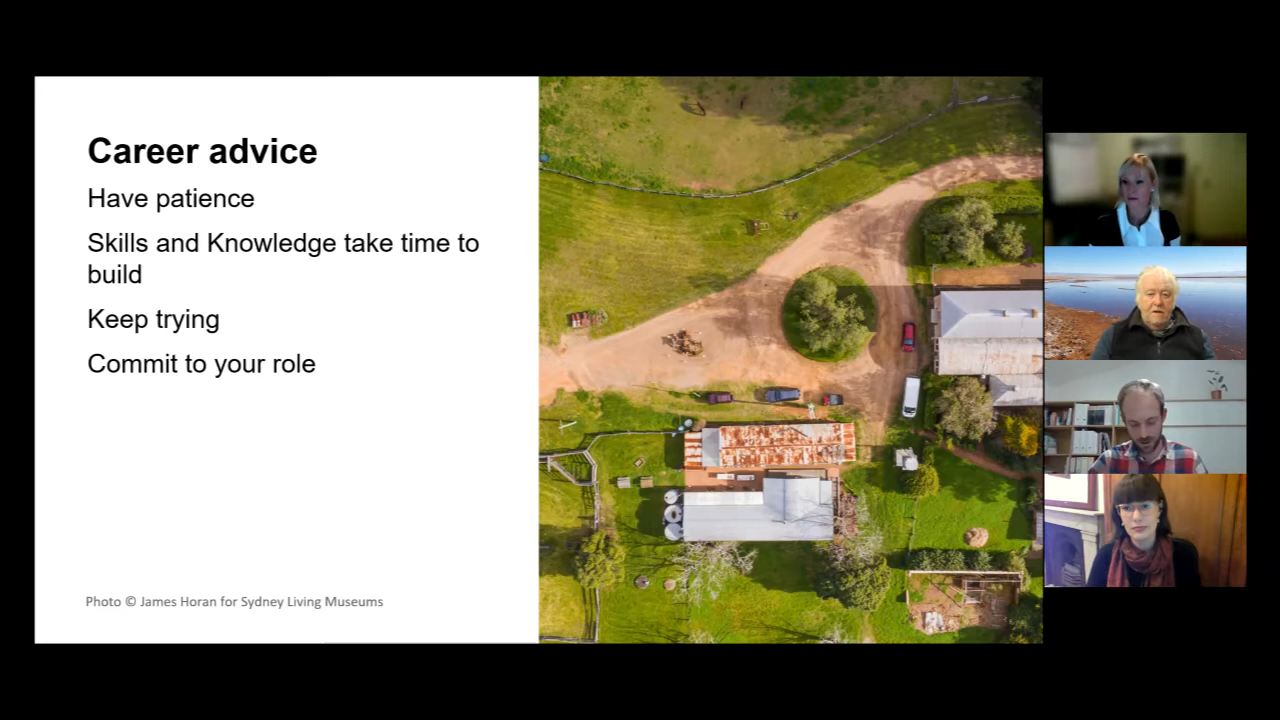 Career advice
Have patience
Skills and Knowledge take time to
build
Keep trying
Commit to your role
Photo © James Horan for Sydney Living Museums